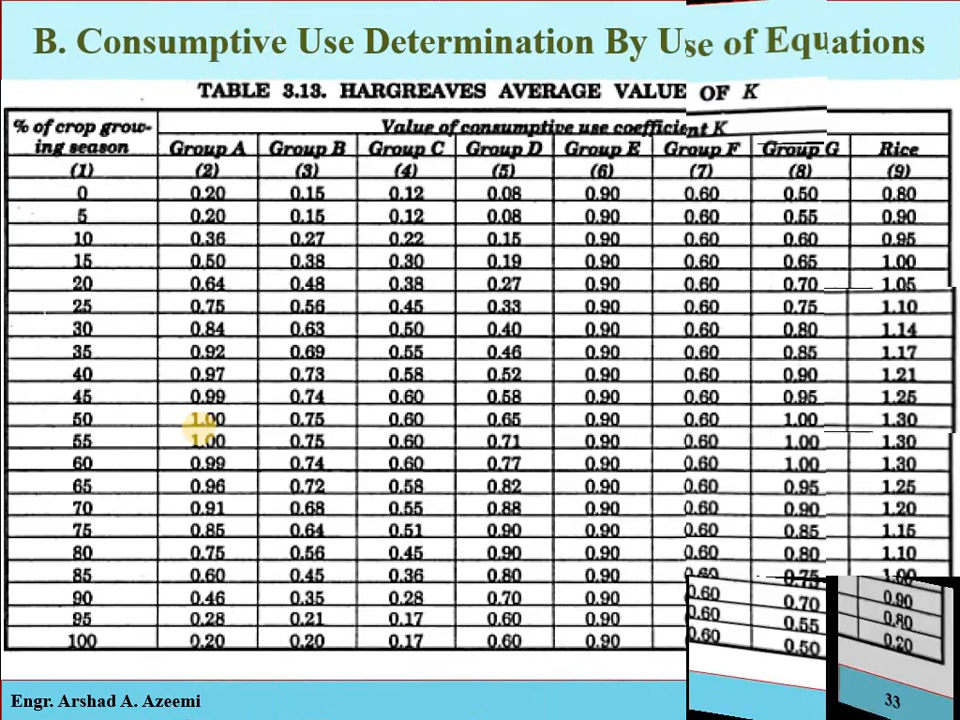 B. Consumptive Use Determination By Use of Equations
TABLE 3.13. HARGREAVES AVERAGE VALUE OF K
% of crop grow- Value of consumptive use coefficient K
ing season Group A Group B Group C Group D Group E Group F Group G Rice
(1) (2) (3) (4) (5) (6) (7) (8) (9)
0 0.20 0.15 0.12 0.08 0.90 0.60 0.50 0.80
5 0.20 0.15 0.12 0.08 0.90 0.60 0.55 0.90
10 0.36 0.27 0.22 0.15 0.90 0.60 0.60 0.95
15 0.50 0.38 0.30 0.19 0.90 0.60 0.65 1.00
20 0.64 0.48 0.38 0.27 0.90 0.60 0.70 1.05
25 0.75 0.56 0.45 0.33 0.90 0.60 0.75 1.10
30 0.84 0.63 0.50 0.40 0.90 0.60 0.80 1.14
35 0.92 0.69 0.55 0.46 0.90 0.60 0.85 1.17
40 0.97 0.73 0.58 0.52 0.90 0.60 0.90 1.21
45 0.99 0.74 0.60 0.58 0.90 0.60 0.95 1.25
50 1.00 0.75 0.60 0.65 0.90 0.60 1.00 1.30
55 1.00 0.75 0.60 0.71 0.90 0.60 1.00 1.30
60 0.99 0.74 0.60 0.77 0.90 0.60 1.00 1.30
65 0.96 0.72 0.58 0.82 0.90 0.60 0.95 1.25
70 0.91 0.68 0.55 0.88 0.90 0.60 0.90 1.20
75 0.85 0.64 0.51 0.90 0.90 0.60 0.85 1.15
80 0.75 0.56 0.45 0.90 0.90 0.60 0.80 1.10
85 0.60 0.45 0.36 0.80 0.90 0.60 0.75 1.00
90 0.46 0.35 0.28 0.70 0.90 0.60 0.70 0.90
95 0.28 0.21 0.17 0.60 0.90 0.60 0.55 0.80
100 0.20 0.20 0.17 0.60 0.90 0.60 0.50 0.20
Engr. Arshad A. Azeemi 33